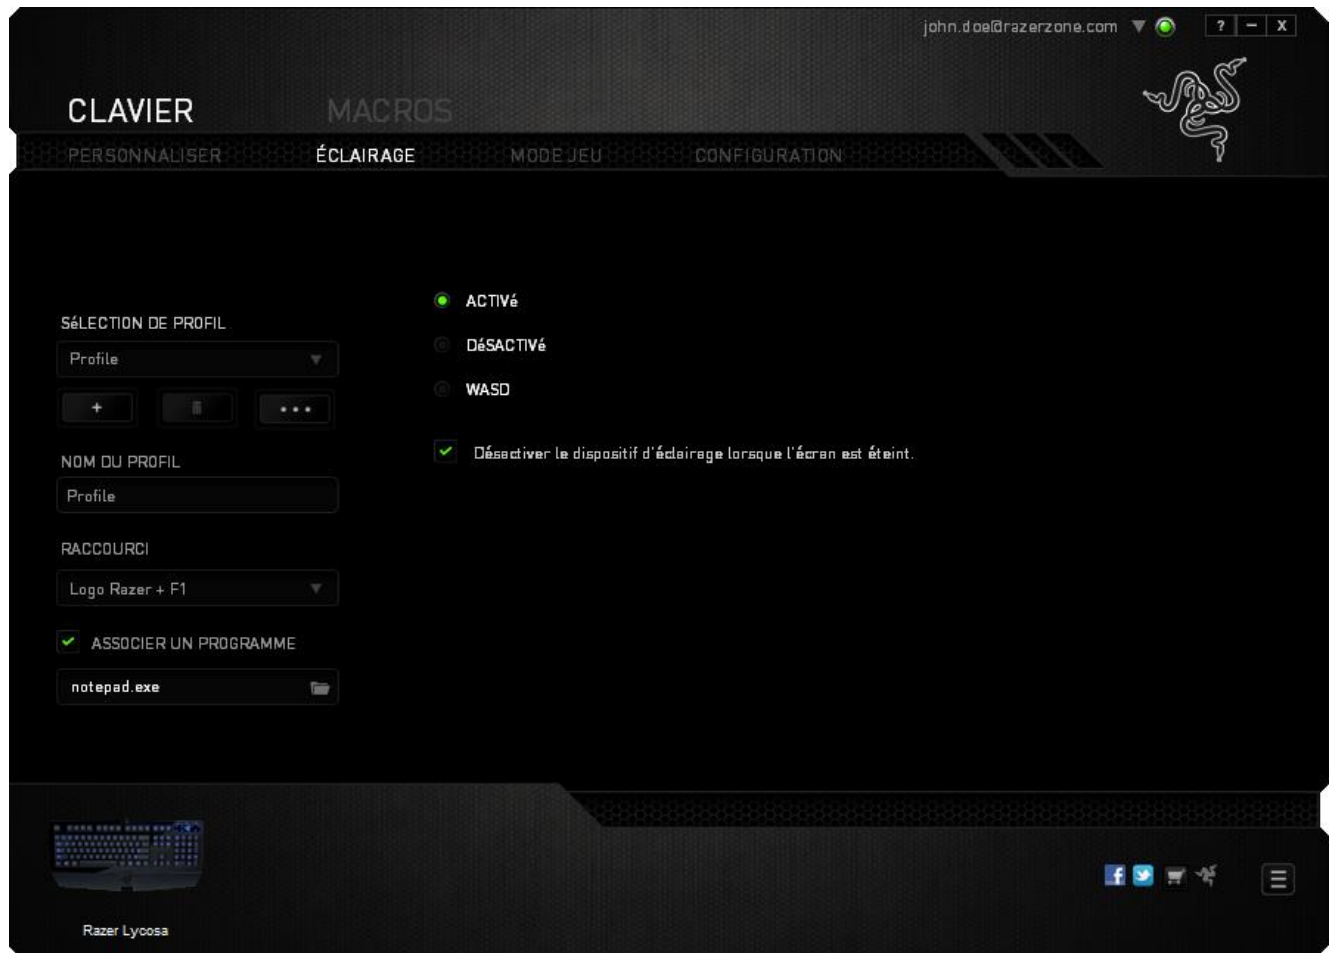 john.doe@razerzone.com
? – X
CLAVIER MACROS
PERSONNALISER ÉCLAIRAGE MODE JEU CONFIGURATION
SéLECTION DE PROFIL
Profile
+ •••
NOM DU PROFIL
Profile
RACCOURCI
Logo Razer + F1
ASSOCIER UN PROGRAMME
notepad.exe
ACTIVé
DéSACTIVé
WASD
Désactiver le dispositif d'éclairage lorsque l'écran est éteint.
Razer Lycosa
f